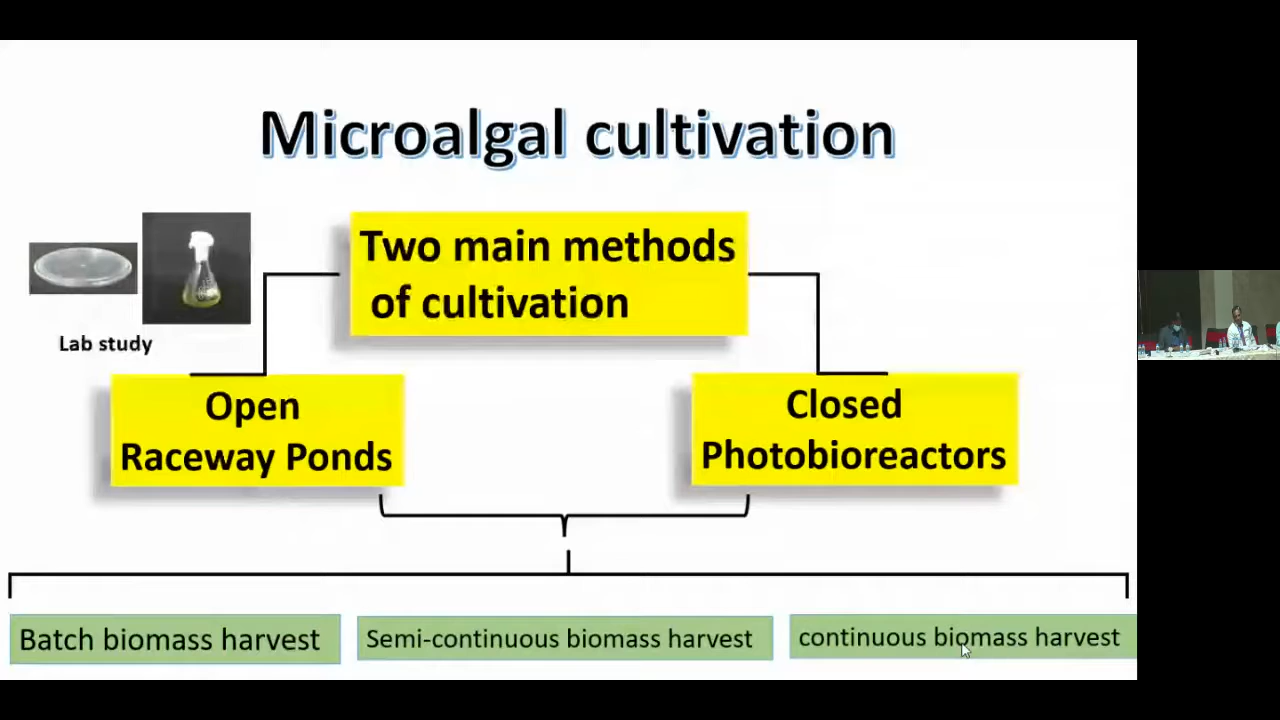 Microalgal cultivation
Two main methods
of cultivation
Lab study
Open
Raceway Ponds
Closed
Photobioreactors
Batch biomass harvest
Semi-continuous biomass harvest
continuous biomass harvest